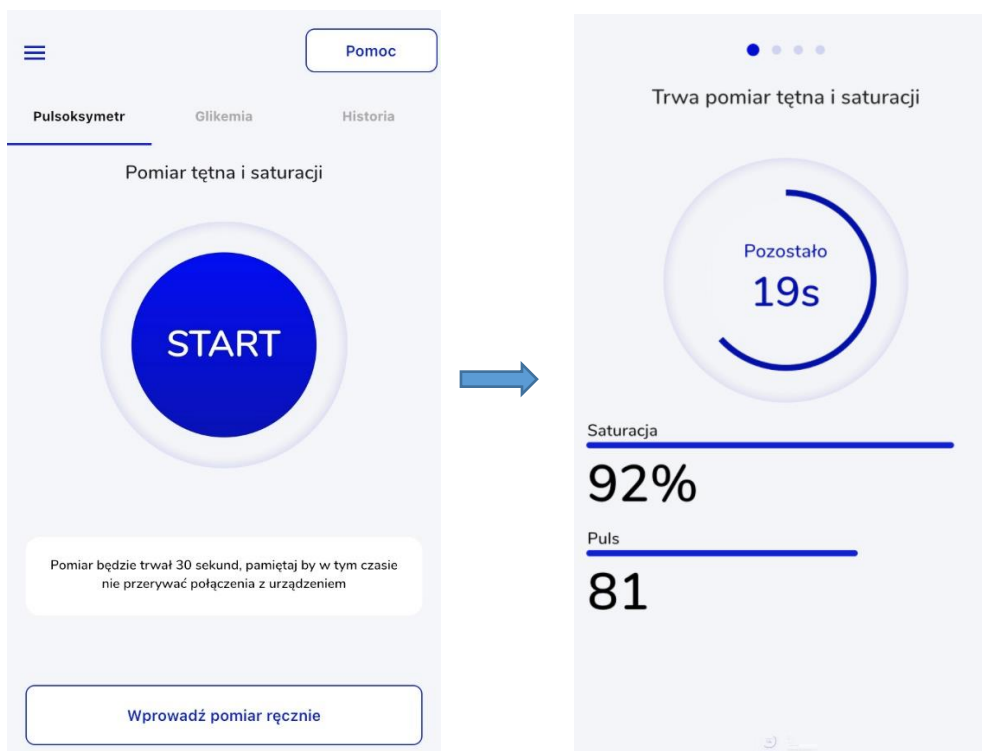 Pomoc
Pulsoksymetr Glikemia Historia
Pomiar tętna i saturacji
START
Pomiar będzie trwał 30 sekund, pamiętaj by w tym czasie
nie przerywać połączenia z urządzeniem
Wprowadź pomiar ręcznie
Trwa pomiar tętna i saturacji
Pozostało
19s
Saturacja
92%
Puls
81